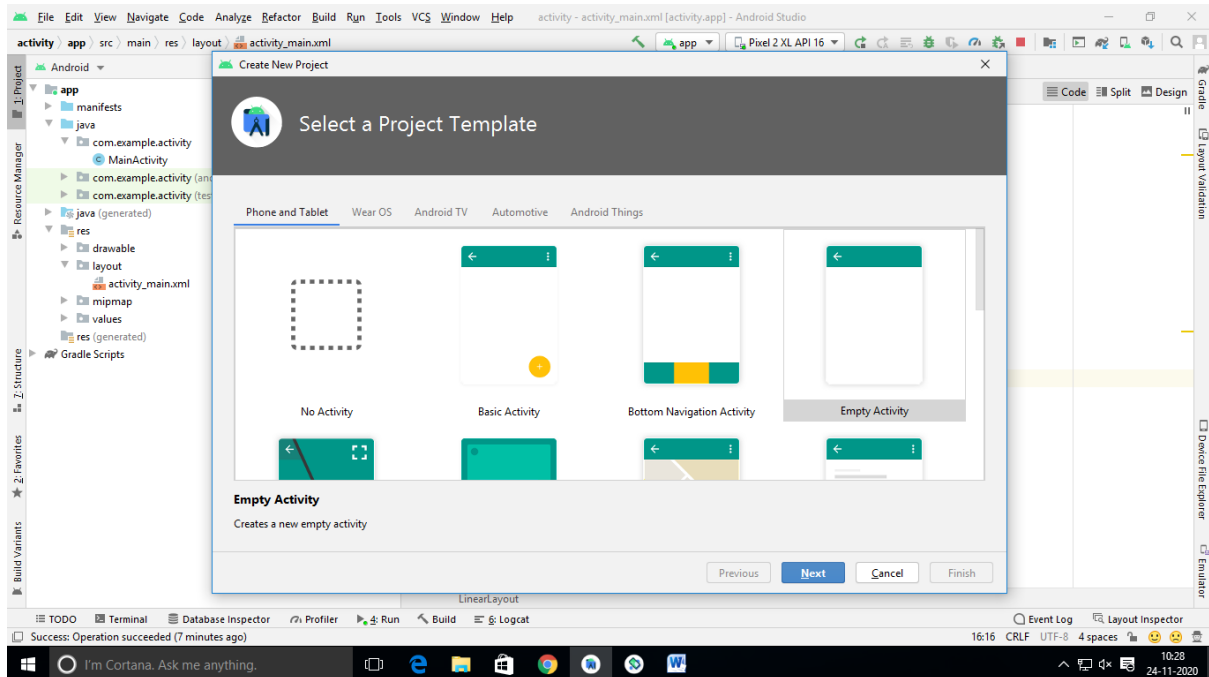 File Edit View Navigate Code Analyze Refactor Build Run Tools VCS Window Help activity - activity_main.xml [activity.app] - Android Studio
activity app src main res layout activity_main.xml app Pixel 2 XL API 16
1: Project
Resource Manager
7: Structure
2: Favorites
Build Variants
Android
app
manifests
java
com.example.activity
MainActivity
com.example.activity (an
com.example.activity (tes
java (generated)
res
drawable
layout
activity_main.xml
mipmap
values
res (generated)
Gradle Scripts
Create New Project
Select a Project Template
Phone and Tablet Wear OS Android TV Automotive Android Things
No Activity Basic Activity Bottom Navigation Activity Empty Activity
Empty Activity
Creates a new empty activity
Previous Next Cancel Finish
Code Split Design
Gradle
Layout Validation
Device File Explorer
Emulator
LinearLayout
TODO Terminal Database Inspector Profiler 4: Run Build 6: Logcat Event Log Layout Inspector
Success: Operation succeeded (7 minutes ago) 16:16 CRLF UTF-8 4 spaces
I'm Cortana. Ask me anything. 10:28
24-11-2020